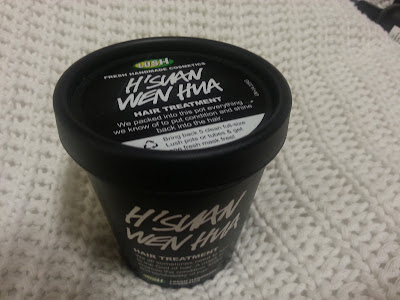 LUSH
FRESH HANDMADE COSMETICS
H'SUAN
WEN HUA
HAIR TREATMENT
We packed into this pot everything
we know of to put condition and shine
back into the hair.
Bring back 5 clean full size
Lush pots or tubes & get
one fresh mask free!
H'SUAN
WEN HUA
HAIR TREATMENT
LUSH